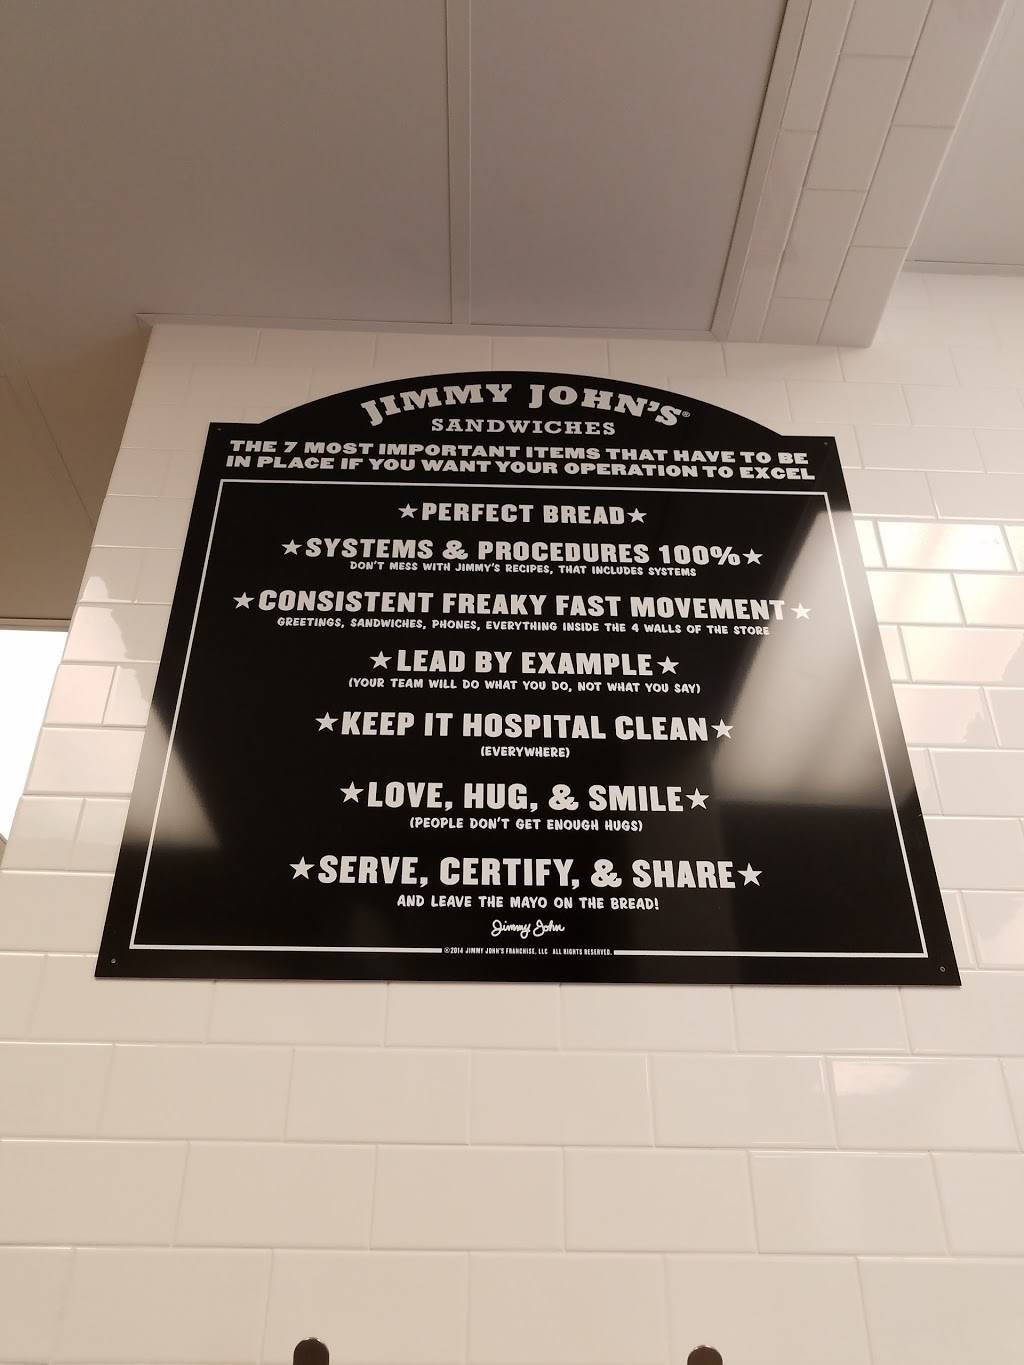 JIMMY JOHN'S®
SANDWICHES
THE 7 MOST IMPORTANT ITEMS THAT HAVE TO BE
IN PLACE IF YOU WANT YOUR OPERATION TO EXCEL
★PERFECT BREAD★
★SYSTEMS & PROCEDURES 100%★
DON'T MESS WITH JIMMY'S RECIPES, THAT INCLUDES SYSTEMS
★CONSISTENT FREAKY FAST MOVEMENT★
GREETINGS, SANDWICHES, PHONES, EVERYTHING INSIDE THE 4 WALLS OF THE STORE
★LEAD BY EXAMPLE★
(YOUR TEAM WILL DO WHAT YOU DO, NOT WHAT YOU SAY)
★KEEP IT HOSPITAL CLEAN★
(EVERYWHERE)
★LOVE, HUG, & SMILE★
(PEOPLE DON'T GET ENOUGH HUGS)
★SERVE, CERTIFY, & SHARE★
AND LEAVE THE MAYO ON THE BREAD!
Jimmy John
©2014 JIMMY JOHN'S FRANCHISE, LLC ALL RIGHTS RESERVED.